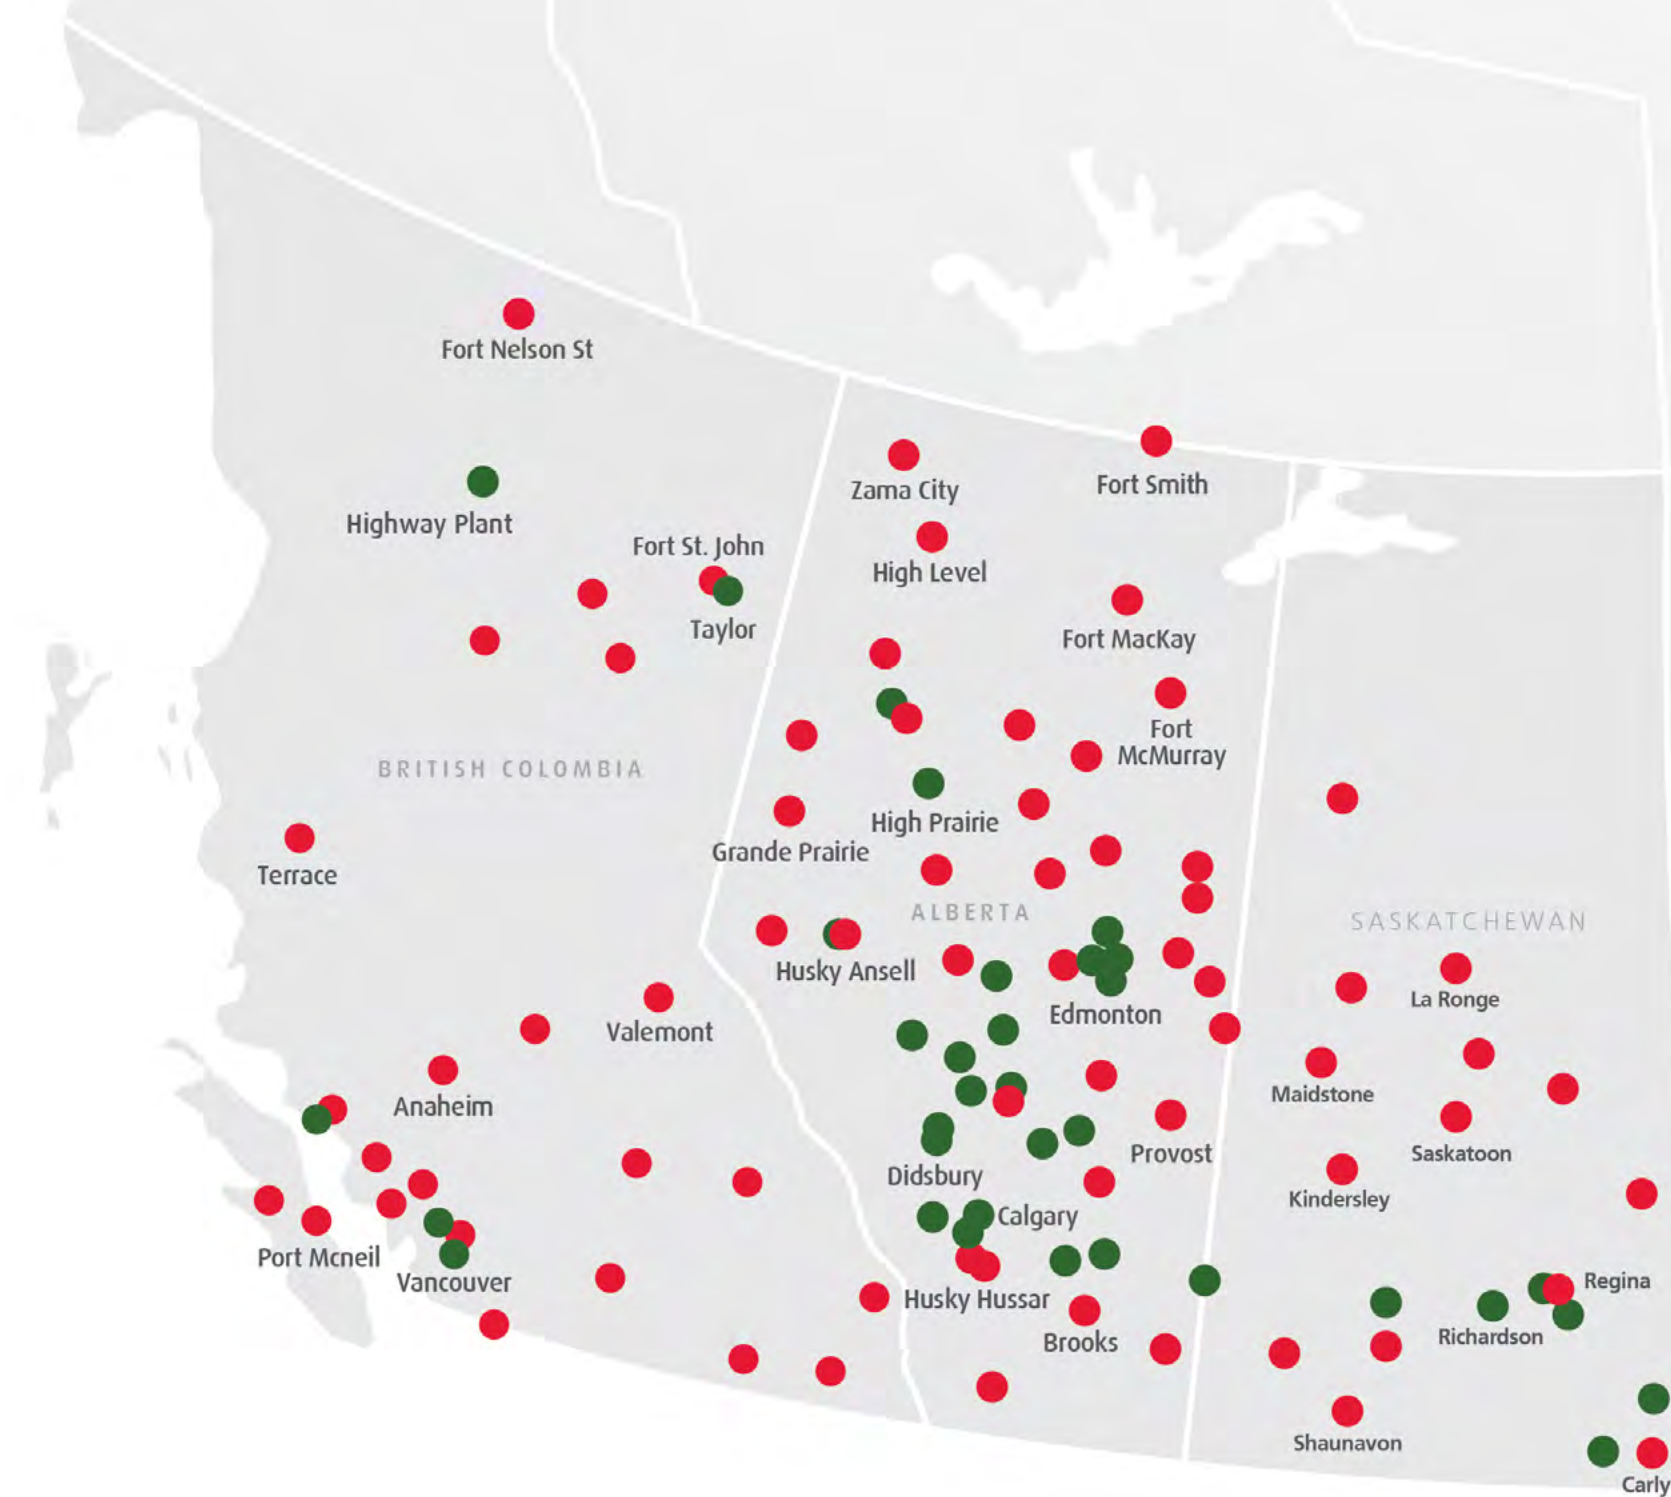 Fort Nelson St
Zama City
Fort Smith
Highway Plant
Fort St. John
High Level
Taylor
Fort MacKay
Fort
McMurray
BRITISH COLOMBIA
High Prairie
Grande Prairie
Terrace
ALBERTA
SASKATCHEWAN
Husky Ansell
La Ronge
Edmonton
Valemont
Maidstone
Anaheim
Provost
Saskatoon
Didsbury
Kindersley
Calgary
Port Mcneil
Vancouver
Regina
Husky Hussar
Richardson
Brooks
Shaunavon
Carly